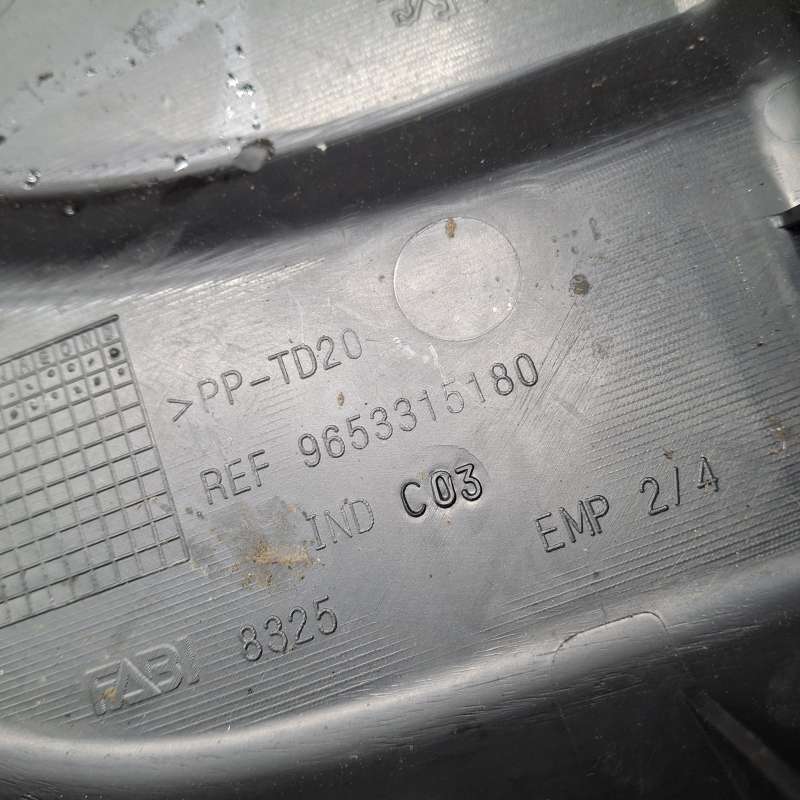 >PP-TD20
REF 9653315180
IND C03
EMP 2/4
FABI 8325